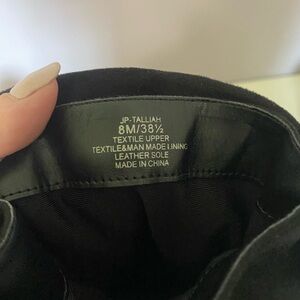 JP-TALLIAH
8M/38½
TEXTILE UPPER
TEXTILE&MAN MADE LINING
LEATHER SOLE
MADE IN CHINA